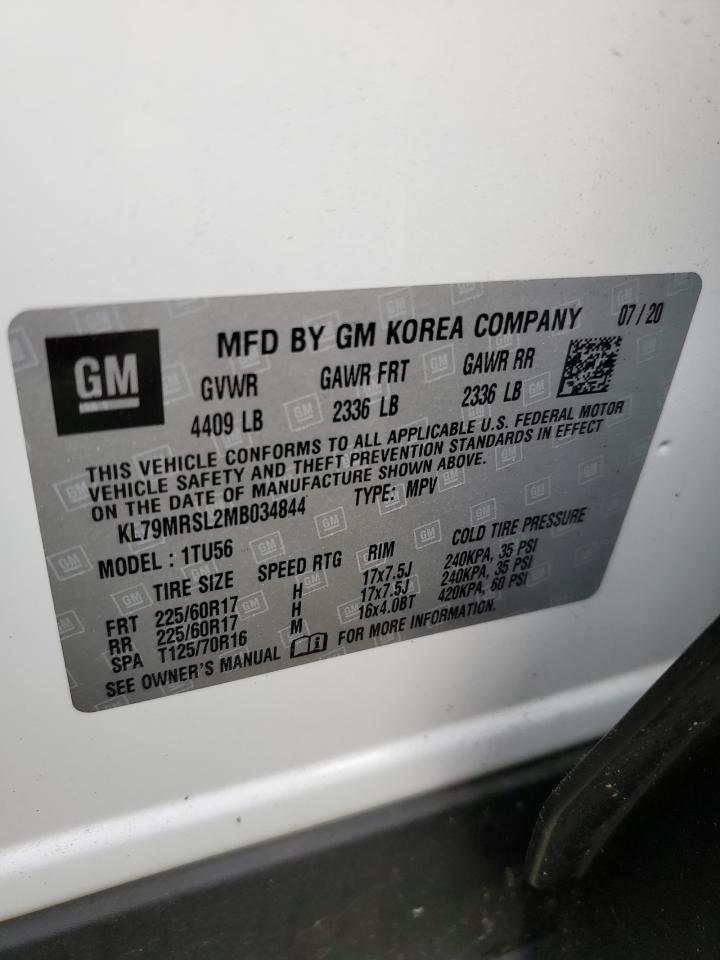 GM
MFD BY GM KOREA COMPANY 07 / 20
GVWR GAWR FRT GAWR RR
4409 LB 2336 LB 2336 LB
THIS VEHICLE CONFORMS TO ALL APPLICABLE U.S. FEDERAL MOTOR
VEHICLE SAFETY AND THEFT PREVENTION STANDARDS IN EFFECT
ON THE DATE OF MANUFACTURE SHOWN ABOVE.
KL79MRSL2MB034844 TYPE: MPV
MODEL : 1TU56
TIRE SIZE SPEED RTG RIM COLD TIRE PRESSURE
FRT 225/60R17 H 17x7.5J 240KPA, 35 PSI
RR 225/60R17 H 17x7.5J 240KPA, 35 PSI
SPA T125/70R16 M 16x4.0BT 420KPA, 60 PSI
SEE OWNER'S MANUAL FOR MORE INFORMATION.